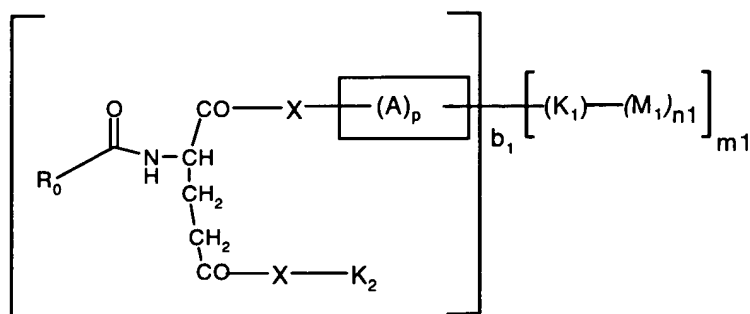 O
CO—X—(A)p
b1
(K1)—(M1)n1
m1
R0
N
H
CH
CH2
CH2
CO—X—K2